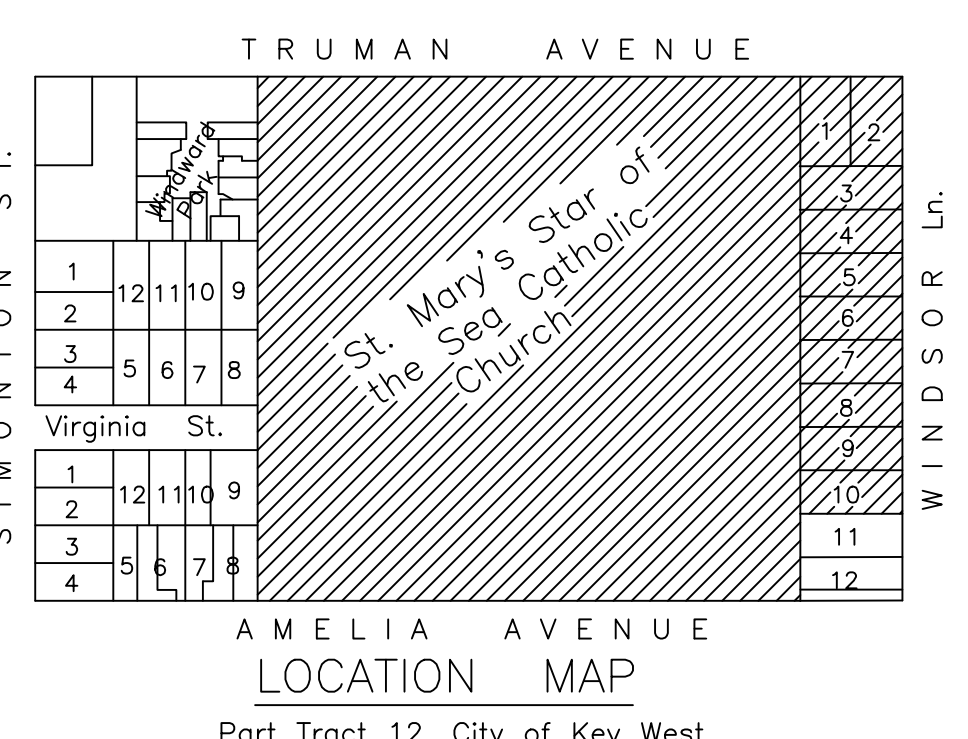 TRUMAN AVENUE
SIMONTON ST.
WINDSOR Ln.
Windward
Park
St. Mary's Star of
the Sea Catholic
Church
1 2
3
4
5
6
7
8
9
10
11
12
1
2
12 11 10 9
3
4
5 6 7 8
Virginia St.
1
2
12 11 10 9
3
4
5 6 7 8
AMELIA AVENUE
LOCATION MAP
Part Tract 12, City of Key West